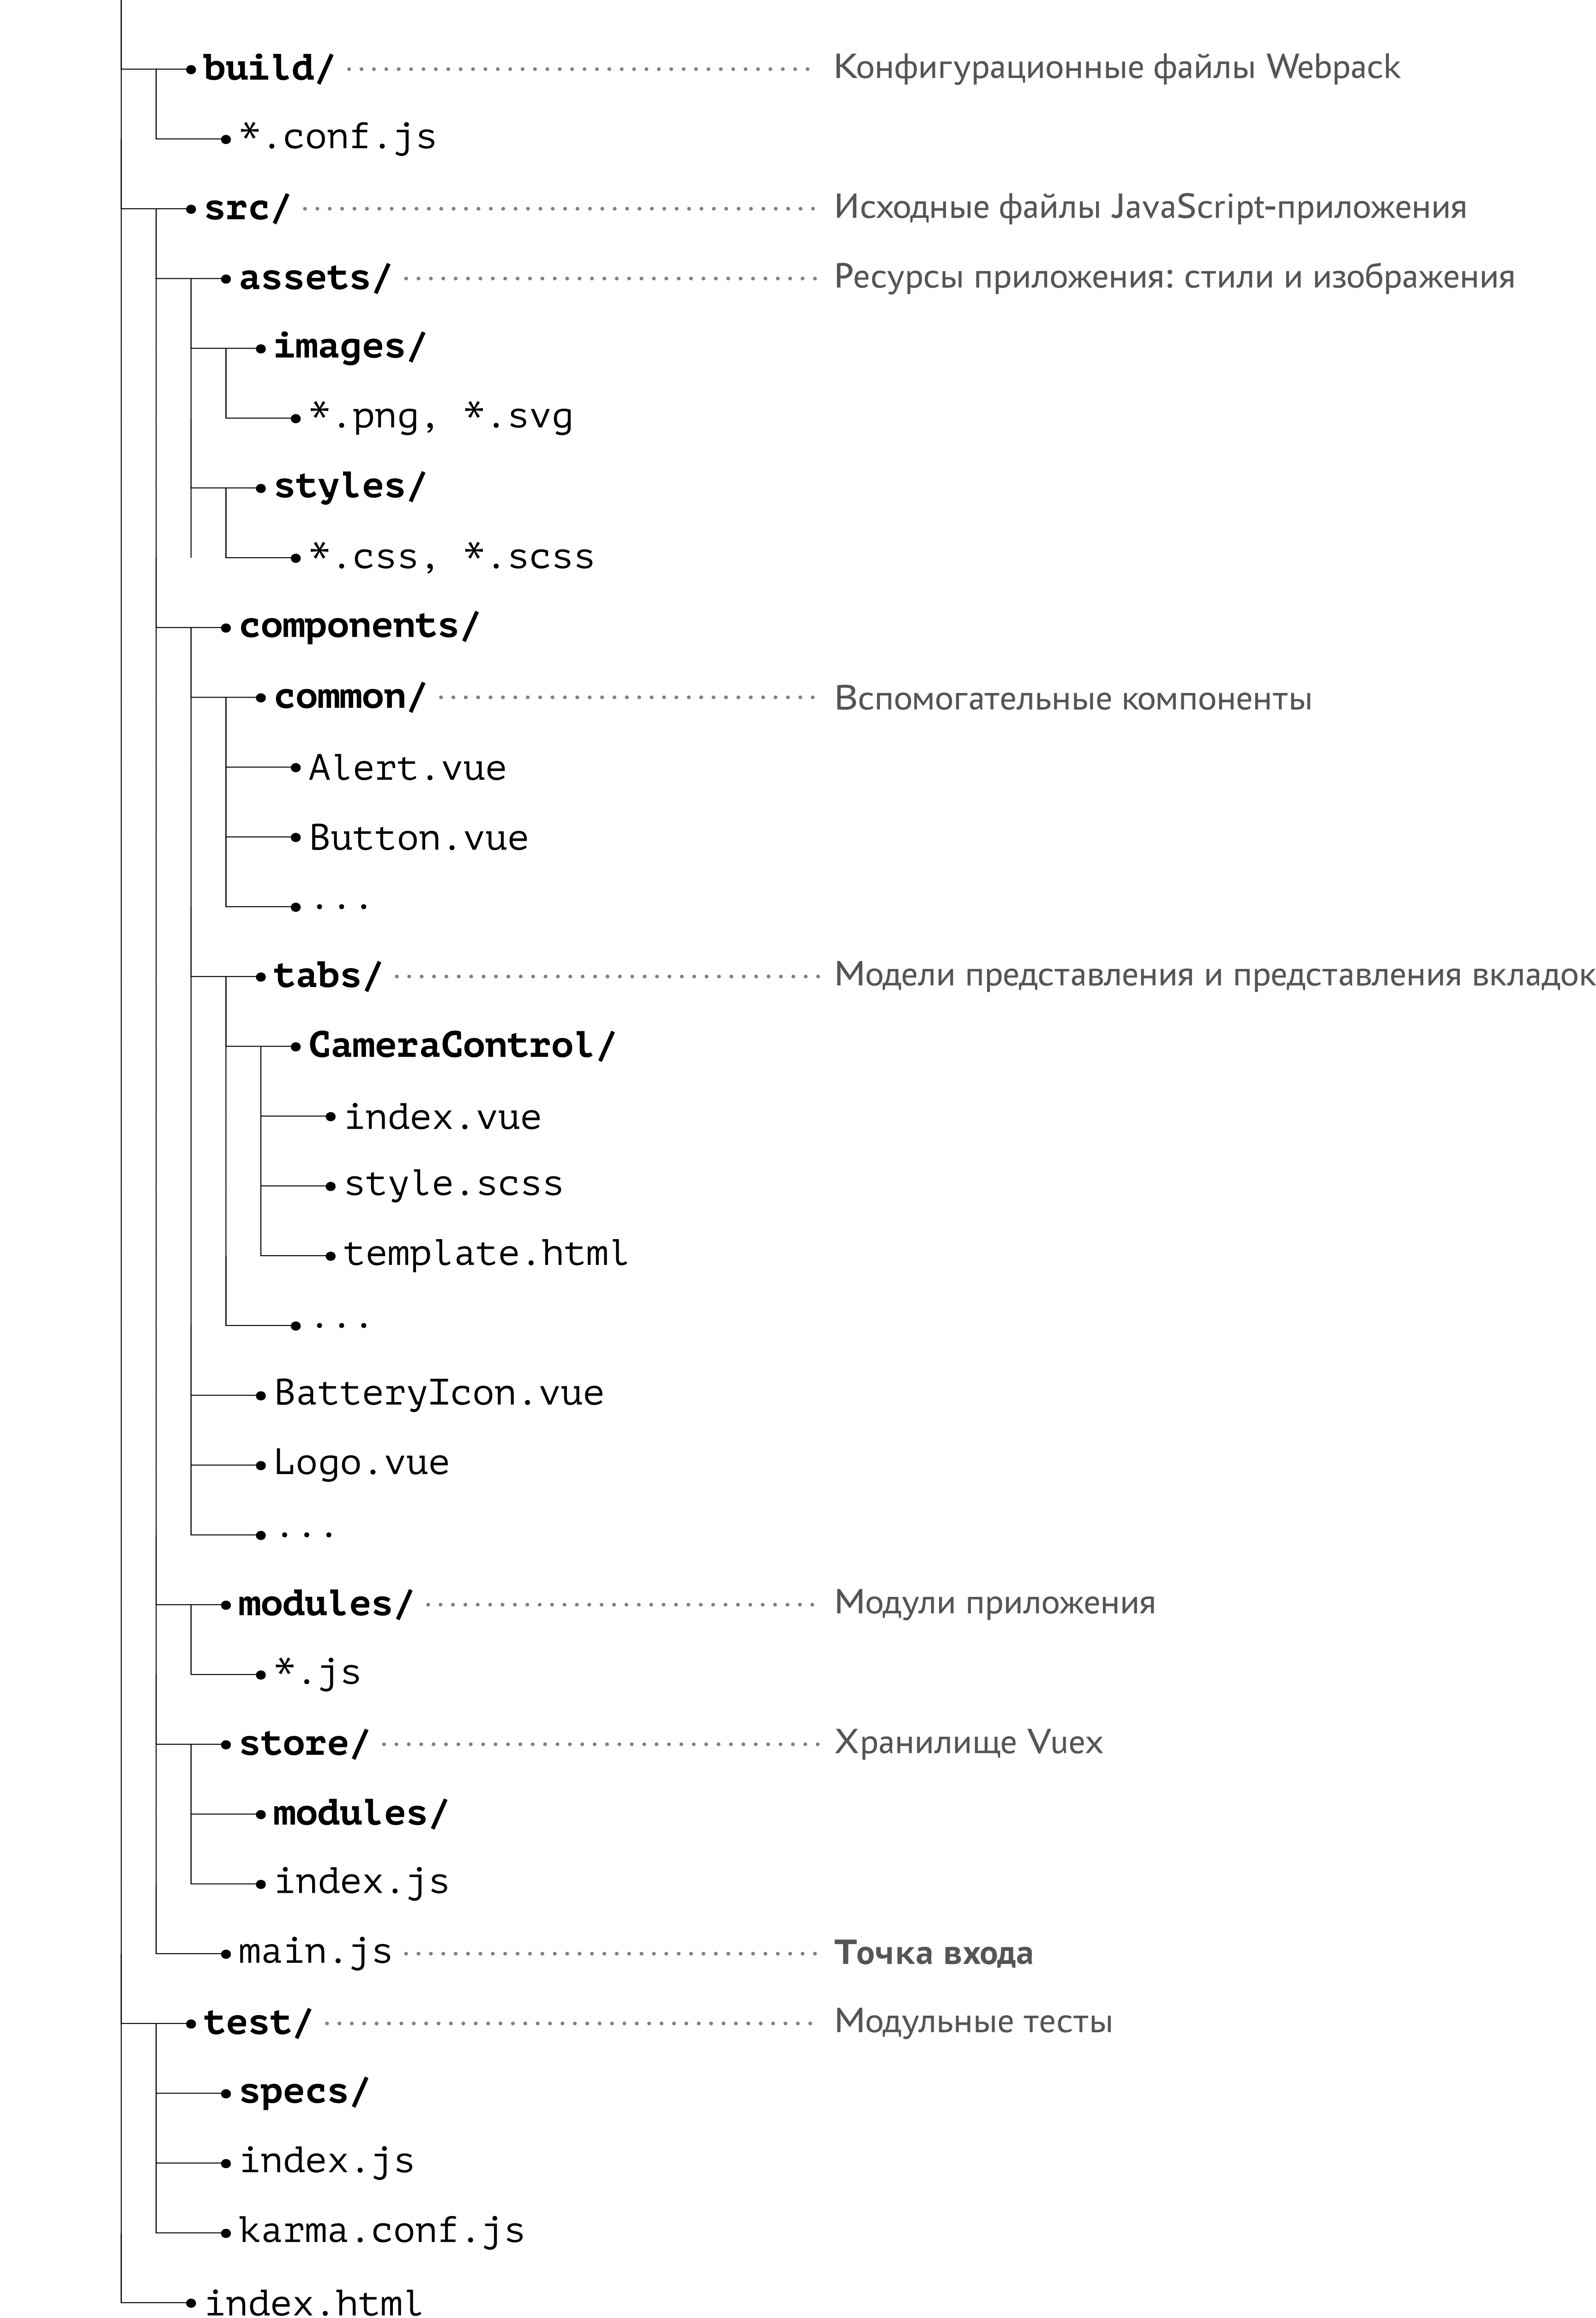 build/ Конфигурационные файлы Webpack
*.conf.js
src/ Исходные файлы JavaScript-приложения
assets/ Ресурсы приложения: стили и изображения
images/
*.png, *.svg
styles/
*.css, *.scss
components/
common/ Вспомогательные компоненты
Alert.vue
Button.vue
...
tabs/ Модели представления и представления вкладок
CameraControl/
index.vue
style.scss
template.html
...
BatteryIcon.vue
Logo.vue
...
modules/ Модули приложения
*.js
store/ Хранилище Vuex
modules/
index.js
main.js Точка входа
test/ Модульные тесты
specs/
index.js
karma.conf.js
index.html